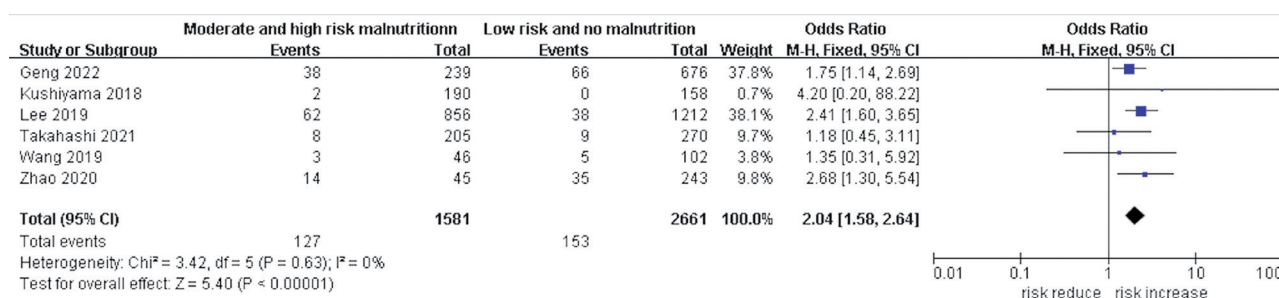 Moderate and high risk malnutritionn Low risk and no malnutrition Odds Ratio Odds Ratio
Study or Subgroup Events Total Events Total Weight M-H, Fixed, 95% CI M-H, Fixed, 95% CI
Geng 2022 38 239 66 676 37.8% 1.75 [1.14, 2.69]
Kushiyama 2018 2 190 0 158 0.7% 4.20 [0.20, 88.22]
Lee 2019 62 856 38 1212 38.1% 2.41 [1.60, 3.65]
Takahashi 2021 8 205 9 270 9.7% 1.18 [0.45, 3.11]
Wang 2019 3 46 5 102 3.8% 1.35 [0.31, 5.92]
Zhao 2020 14 45 35 243 9.8% 2.68 [1.30, 5.54]
Total (95% CI) 1581 2661 100.0% 2.04 [1.58, 2.64]
Total events 127 153
Heterogeneity: Chi² = 3.42, df = 5 (P = 0.63); I² = 0%
Test for overall effect: Z = 5.40 (P < 0.00001)
0.01 0.1 1 10 100
risk reduce risk increase